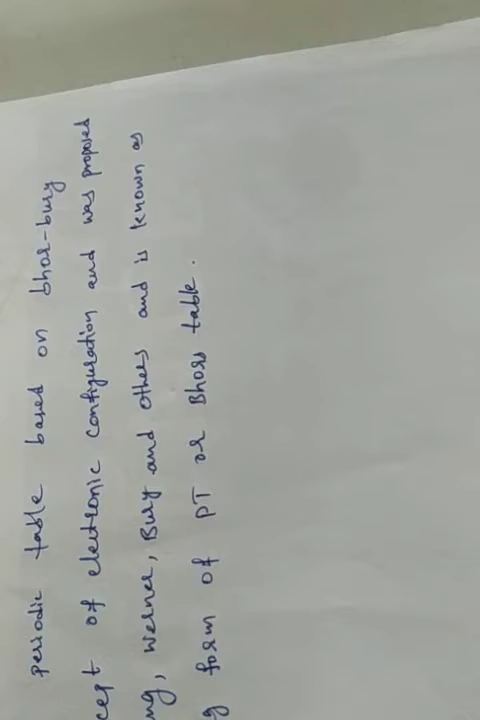 periodic table based on bhor-bury
cept of electronic configuration and was proposed
ng, Werner, Bury and others and is known as
g form of PT or Bhors table.